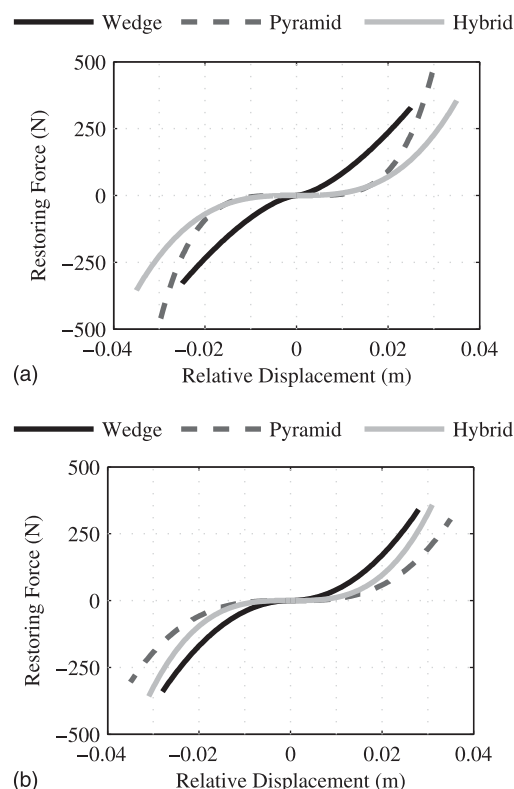 Wedge Pyramid Hybrid
500
250
0
−250
500
−0.04 −0.02 0 0.02 0.04
Restoring Force (N)
Relative Displacement (m)
(a)
Wedge Pyramid Hybrid
500
250
0
−250
500
−0.04 −0.02 0 0.02 0.04
Restoring Force (N)
Relative Displacement (m)
(b)